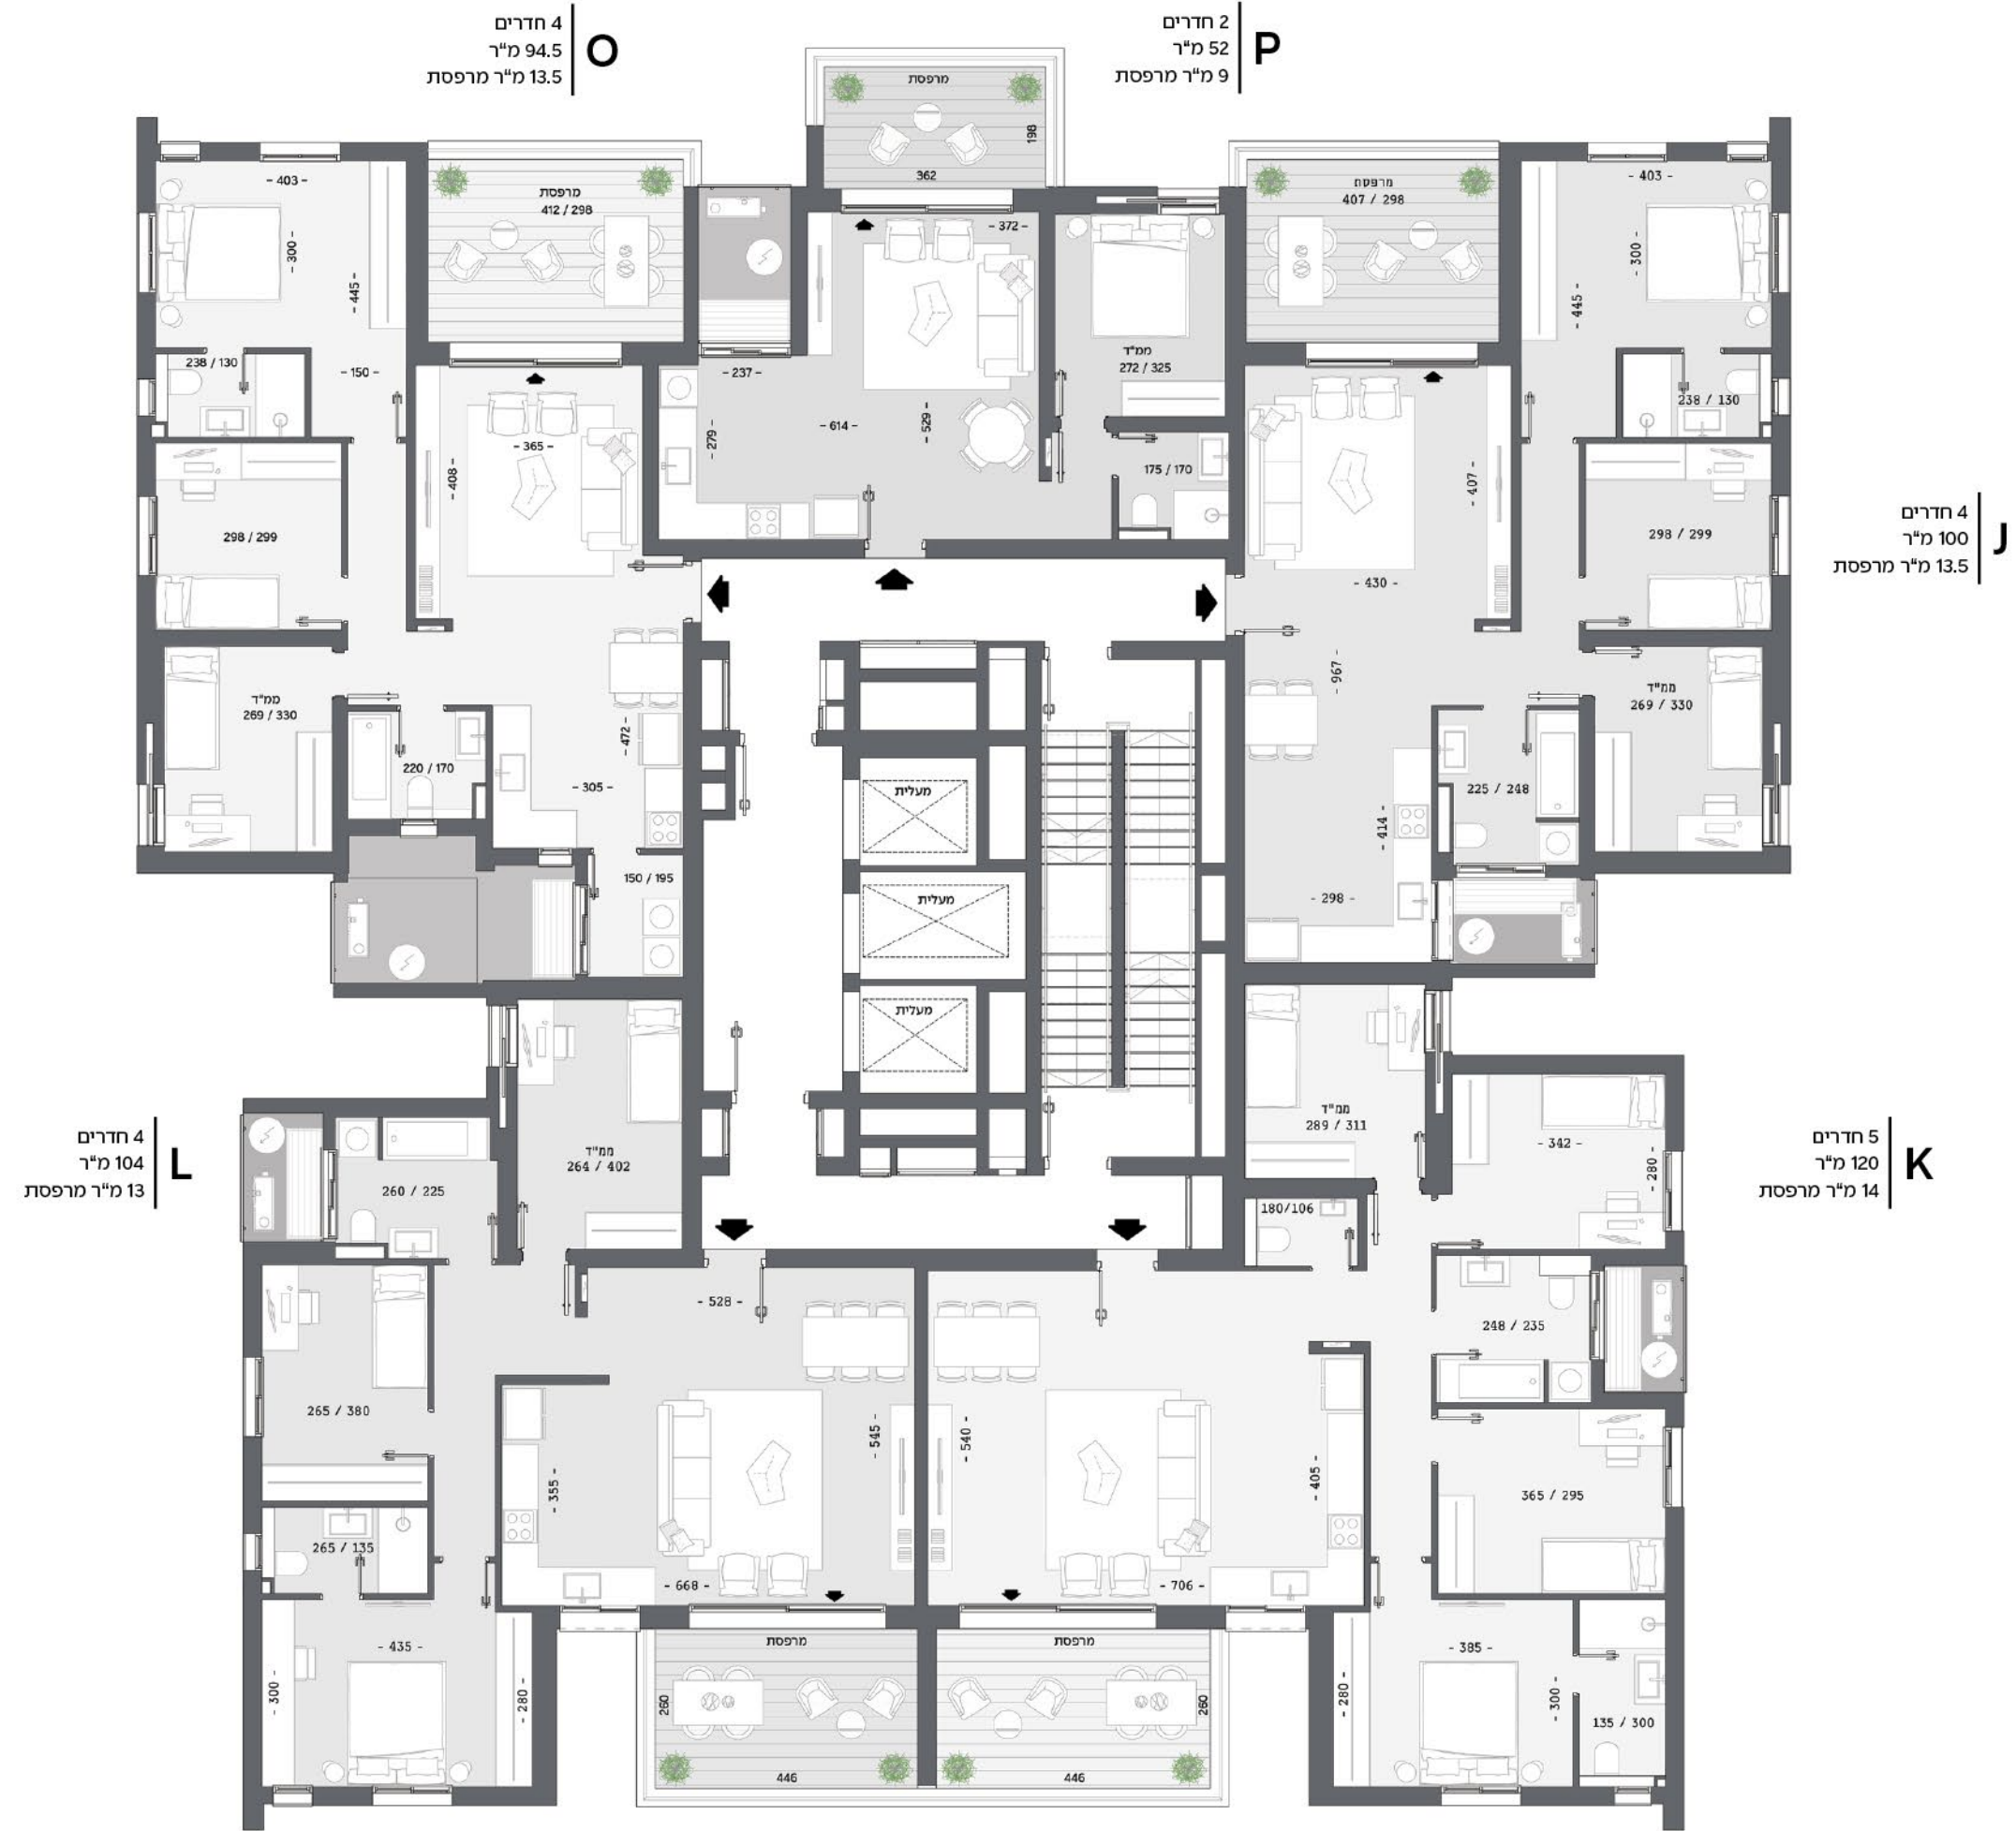 4 חדרים
94.5 מ"ר
13.5 מ"ר מרפסת
O
2 חדרים
52 מ"ר
9 מ"ר מרפסת
P
מרפסת
198
362
- 403 -
- 300 -
- 445 -
238 / 130
- 150 -
מרפסת
412 / 298
- 365 -
- 408 -
298 / 299
ממ"ד
269 / 330
220 / 170
- 472 -
- 305 -
150 / 195
- 372 -
- 237 -
- 279 -
- 614 -
- 529 -
ממ"ד
272 / 325
175 / 170
מרפסת
407 / 298
- 403 -
- 300 -
- 445 -
238 / 130
- 407 -
- 430 -
298 / 299
- 967 -
ממ"ד
269 / 330
225 / 248
- 414 -
- 298 -
4 חדרים
100 מ"ר
13.5 מ"ר מרפסת
J
מעלית
מעלית
מעלית
4 חדרים
104 מ"ר
13 מ"ר מרפסת
L
260 / 225
ממ"ד
264 / 402
- 528 -
265 / 380
- 545 -
- 355 -
265 / 135
- 668 -
- 435 -
- 300 -
- 280 -
מרפסת
260
446
ממ"ד
289 / 311
- 342 -
- 280 -
180/106
5 חדרים
120 מ"ר
14 מ"ר מרפסת
K
248 / 235
- 540 -
- 405 -
365 / 295
- 706 -
- 385 -
- 280 -
- 300 -
135 / 300
מרפסת
260
446